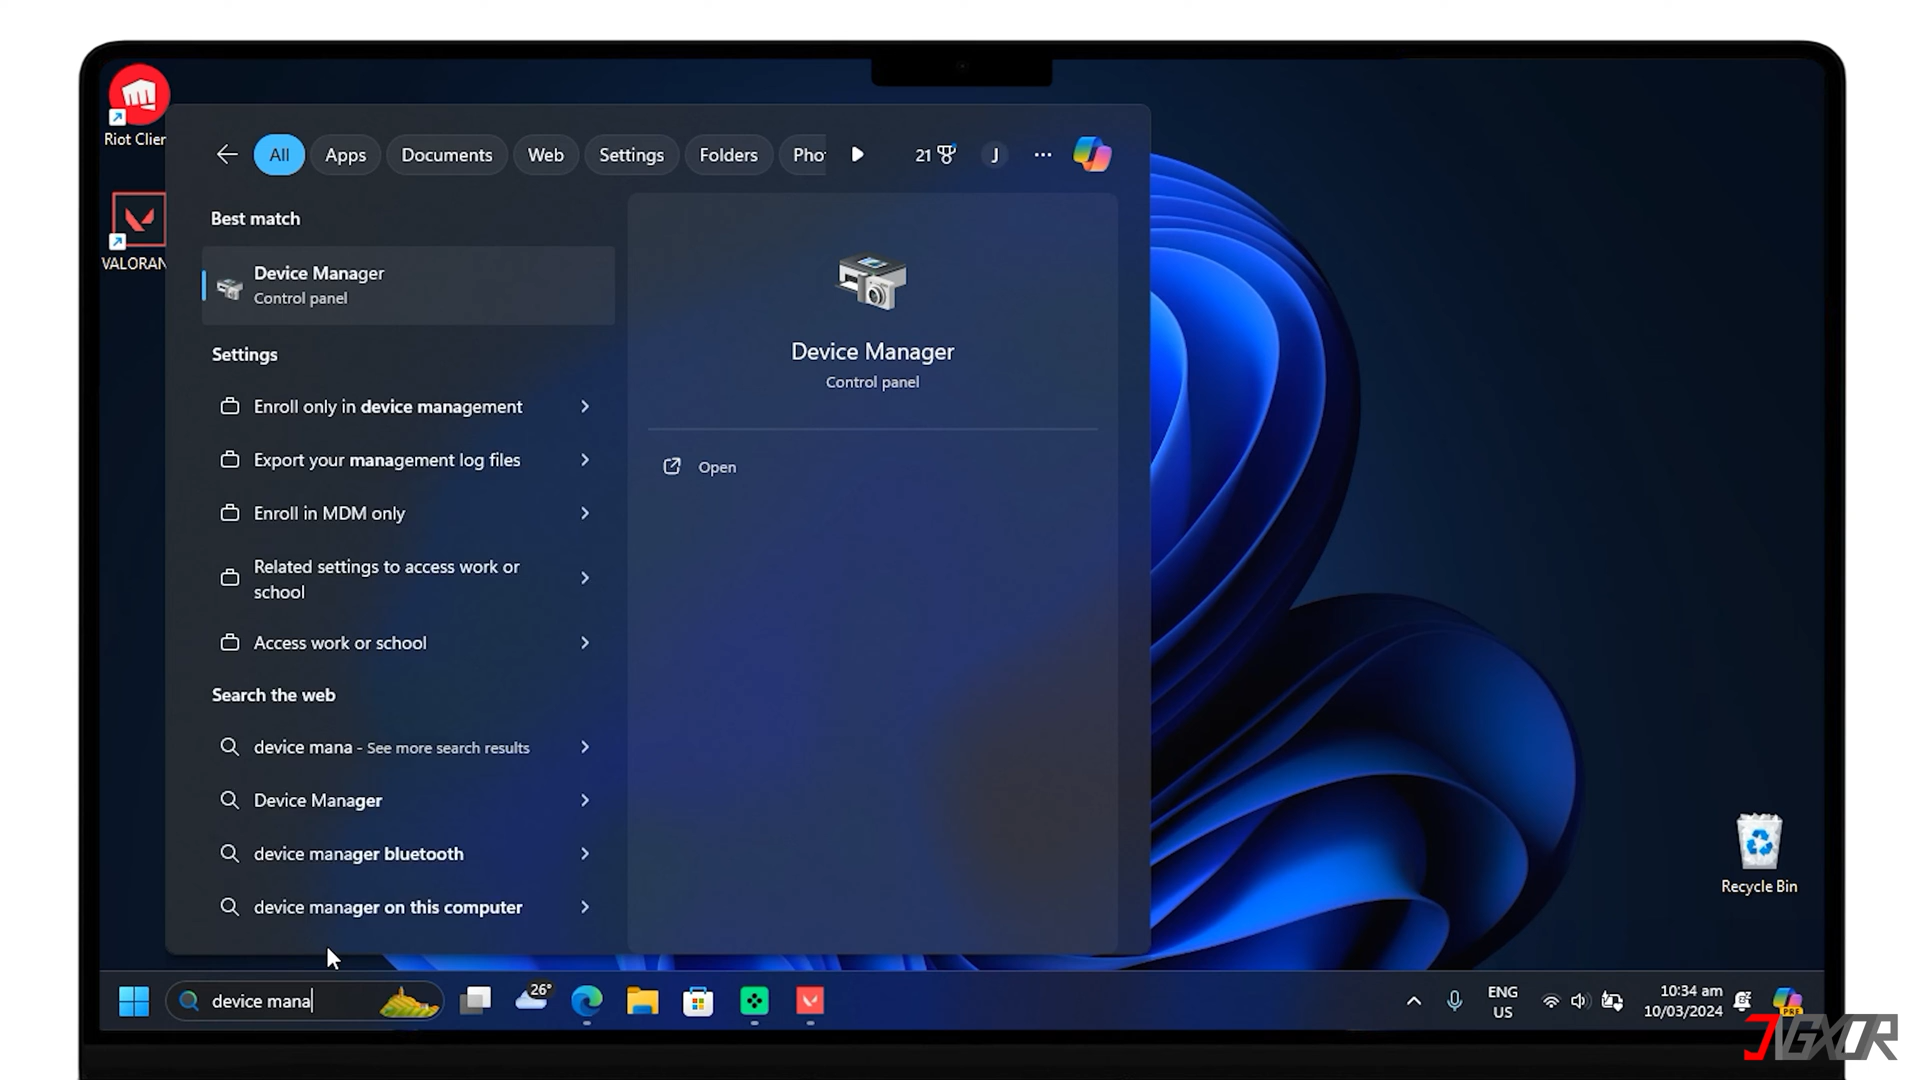 Riot Clien
VALORAN
All
Apps
Documents
Web
Settings
Folders
Pho
21
J
Best match
Device Manager
Control panel
Settings
Enroll only in device management
Export your management log files
Enroll in MDM only
Related settings to access work or
school
Access work or school
Search the web
device mana - See more search results
Device Manager
device manager bluetooth
device manager on this computer
Device Manager
Control panel
Open
Recycle Bin
device mana
26°
ENG
US
10:34 am
10/03/2024
PRE
JIGXOR